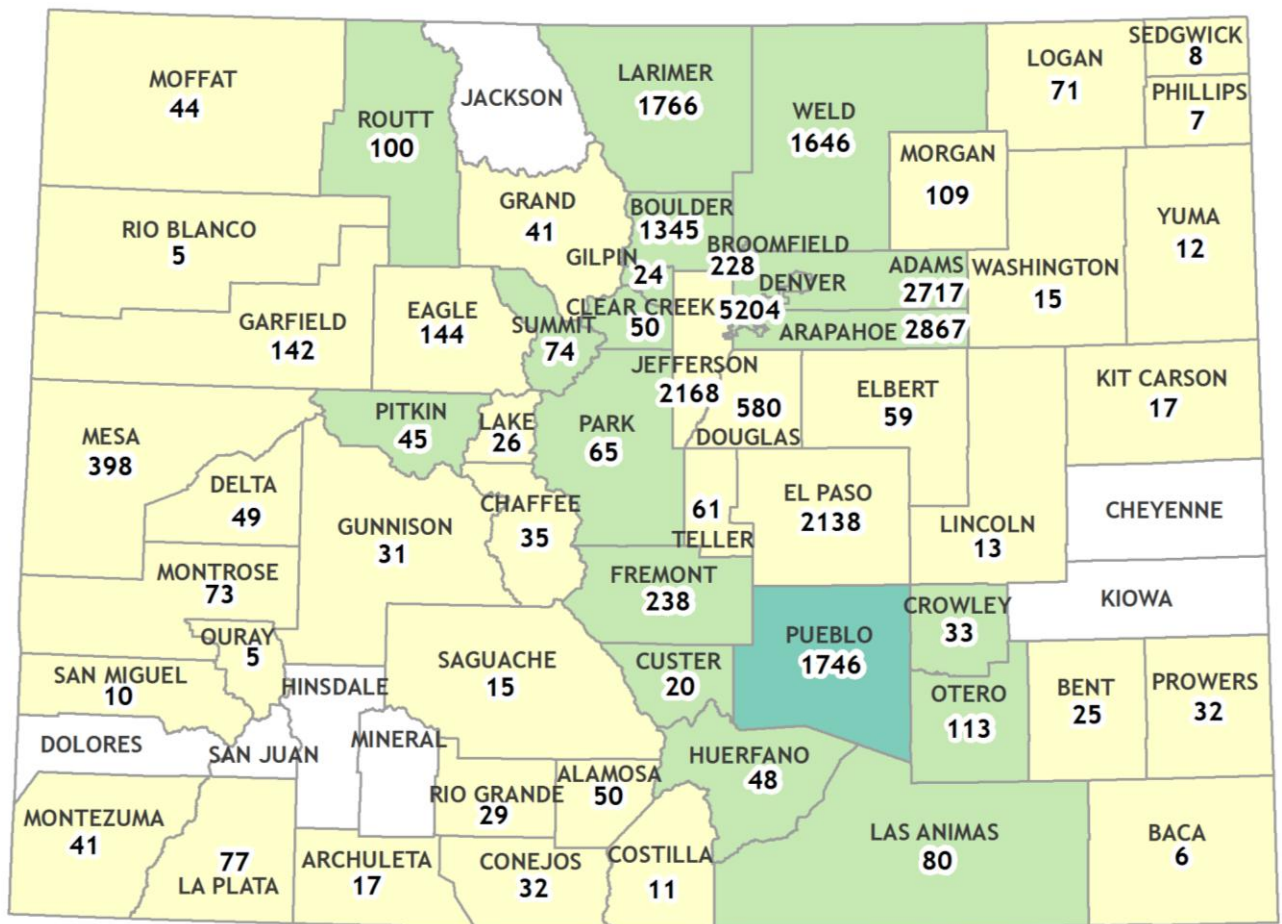 MOFFAT
44
ROUTT
100
JACKSON
LARIMER
1766
WELD
1646
LOGAN
71
SEDGWICK
8
PHILLIPS
7
MORGAN
109
GRAND
41
RIO BLANCO
5
BOULDER
1345
GILPIN
24
BROOMFIELD
228
DENVER
5204
ADAMS
2717
WASHINGTON
15
YUMA
12
GARFIELD
142
EAGLE
144
SUMMIT
74
CLEAR CREEK
50
ARAPAHOE 2867
JEFFERSON
2168
580
DOUGLAS
ELBERT
59
KIT CARSON
17
MESA
398
PITKIN
45
LAKE
26
PARK
65
DELTA
49
GUNNISON
31
CHAFFEE
35
61
TELLER
EL PASO
2138
LINCOLN
13
CHEYENNE
MONTROSE
73
FREMONT
238
CROWLEY
33
KIOWA
OURAY
5
SAN MIGUEL
10
HINSDALE
SAGUACHE
15
CUSTER
20
PUEBLO
1746
OTERO
113
BENT
25
PROWERS
32
DOLORES
SAN JUAN
MINERAL
RIO GRANDE
29
ALAMOSA
50
HUERFANO
48
MONTEZUMA
41
77
LA PLATA
ARCHULETA
17
CONEJOS
32
COSTILLA
11
LAS ANIMAS
80
BACA
6